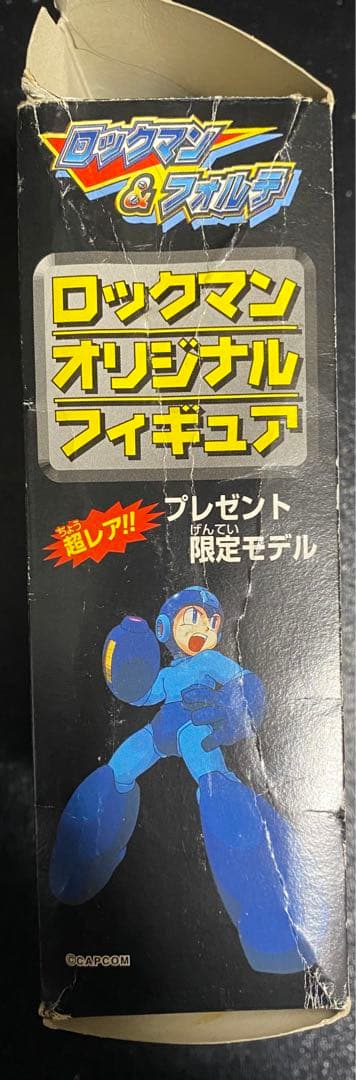 ロックマン
&フォルテ
ロックマン
オリジナル
フィギュア
ちょう
超レア!!
プレゼント
げんてい
限定モデル
©CAPCOM